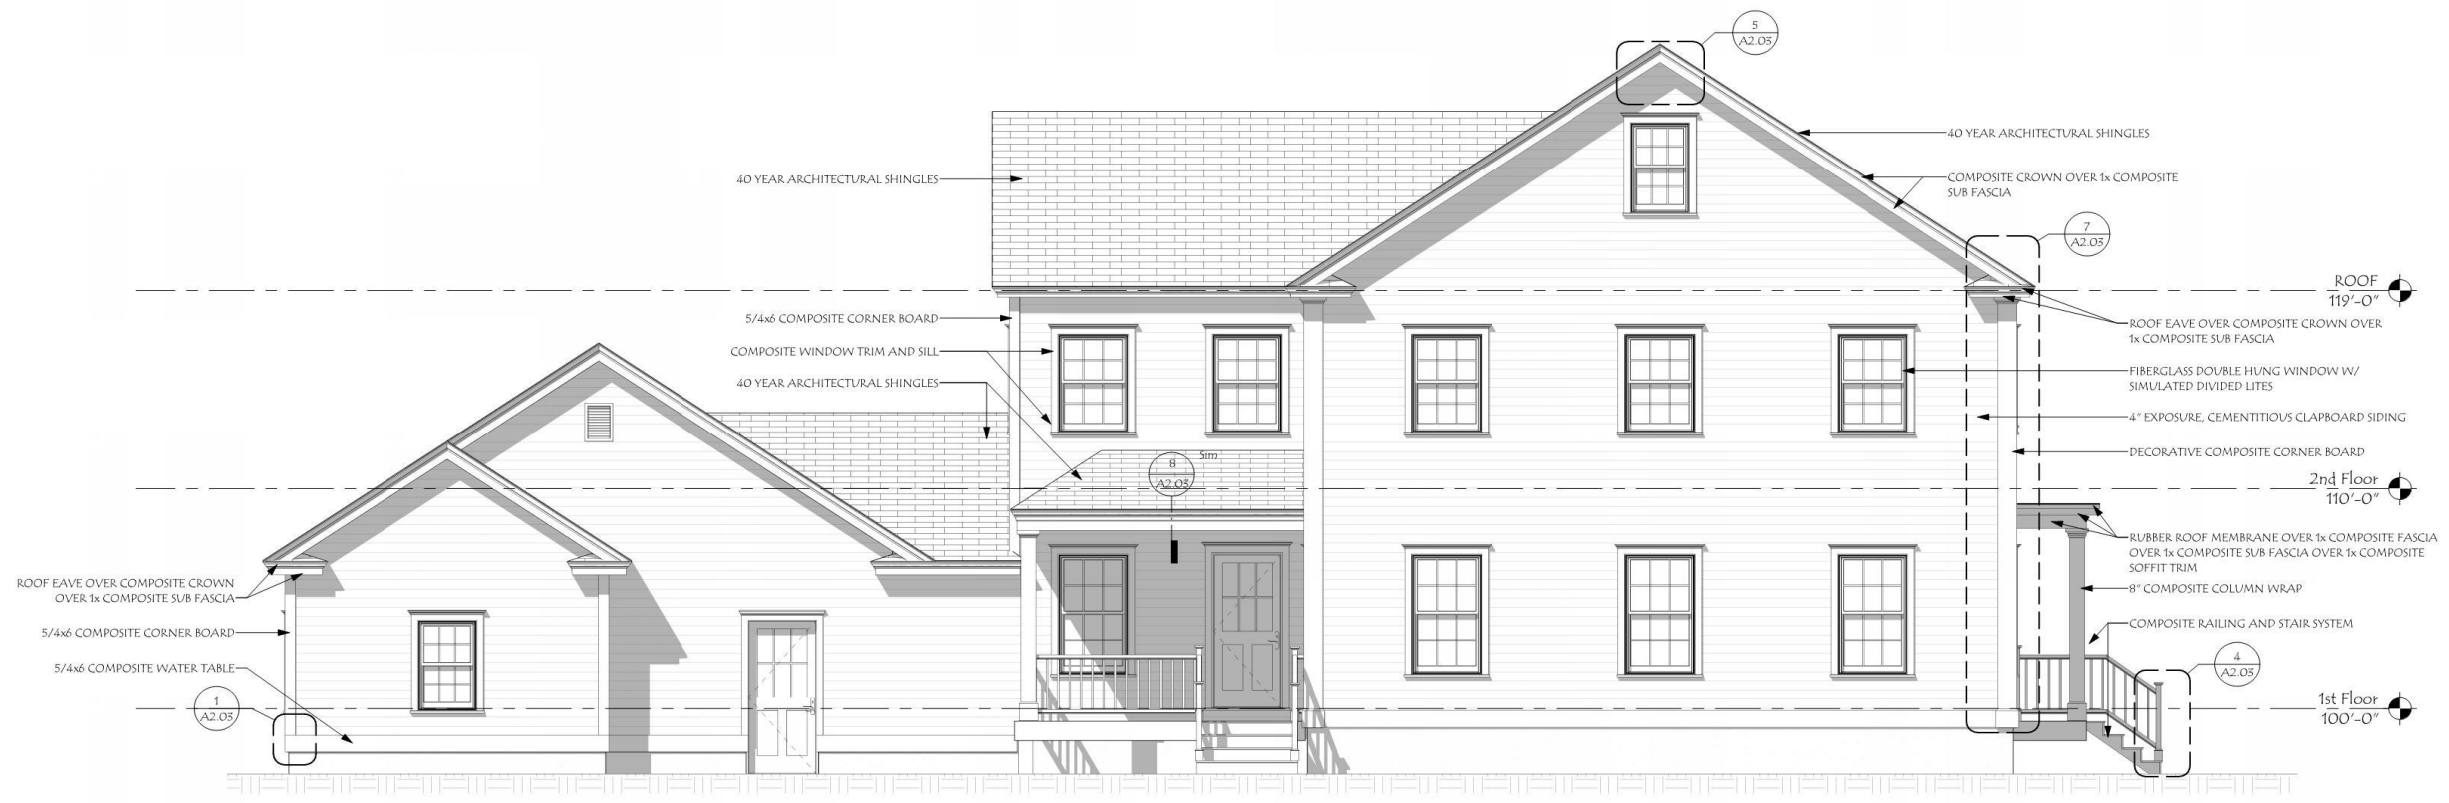 5
A2.03
40 YEAR ARCHITECTURAL SHINGLES
40 YEAR ARCHITECTURAL SHINGLES
COMPOSITE CROWN OVER 1x COMPOSITE
SUB FASCIA
7
A2.03
ROOF
119'-0"
5/4x6 COMPOSITE CORNER BOARD
ROOF EAVE OVER COMPOSITE CROWN OVER
1x COMPOSITE SUB FASCIA
COMPOSITE WINDOW TRIM AND SILL
FIBERGLASS DOUBLE HUNG WINDOW W/
SIMULATED DIVIDED LITES
40 YEAR ARCHITECTURAL SHINGLES
4" EXPOSURE, CEMENTITIOUS CLAPBOARD SIDING
DECORATIVE COMPOSITE CORNER BOARD
8
A2.03
Sim
2nd Floor
110'-0"
RUBBER ROOF MEMBRANE OVER 1x COMPOSITE FASCIA
OVER 1x COMPOSITE SUB FASCIA OVER 1x COMPOSITE
SOFFIT TRIM
ROOF EAVE OVER COMPOSITE CROWN
OVER 1x COMPOSITE SUB FASCIA
8" COMPOSITE COLUMN WRAP
5/4x6 COMPOSITE CORNER BOARD
COMPOSITE RAILING AND STAIR SYSTEM
5/4x6 COMPOSITE WATER TABLE
4
A2.03
1
A2.03
1st Floor
100'-0"